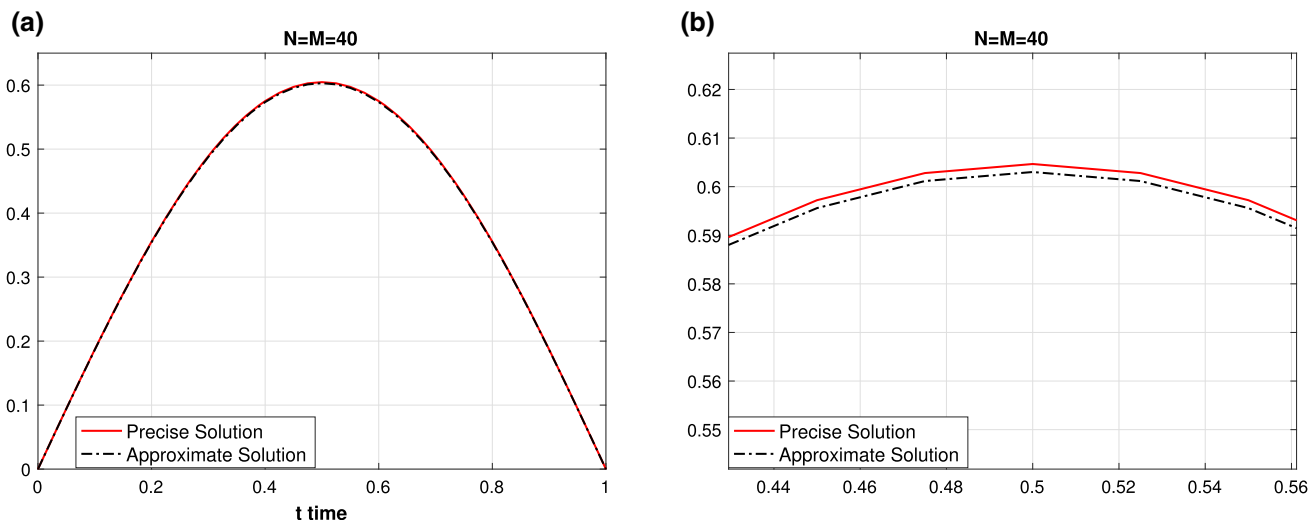 (a)
N=M=40
0.6
0.5
0.4
0.3
0.2
0.1
0
Precise Solution
Approximate Solution
0 0.2 0.4 0.6 0.8 1
t time
(b)
N=M=40
0.62
0.61
0.6
0.59
0.58
0.57
0.56
0.55
Precise Solution
Approximate Solution
0.44 0.46 0.48 0.5 0.52 0.54 0.56